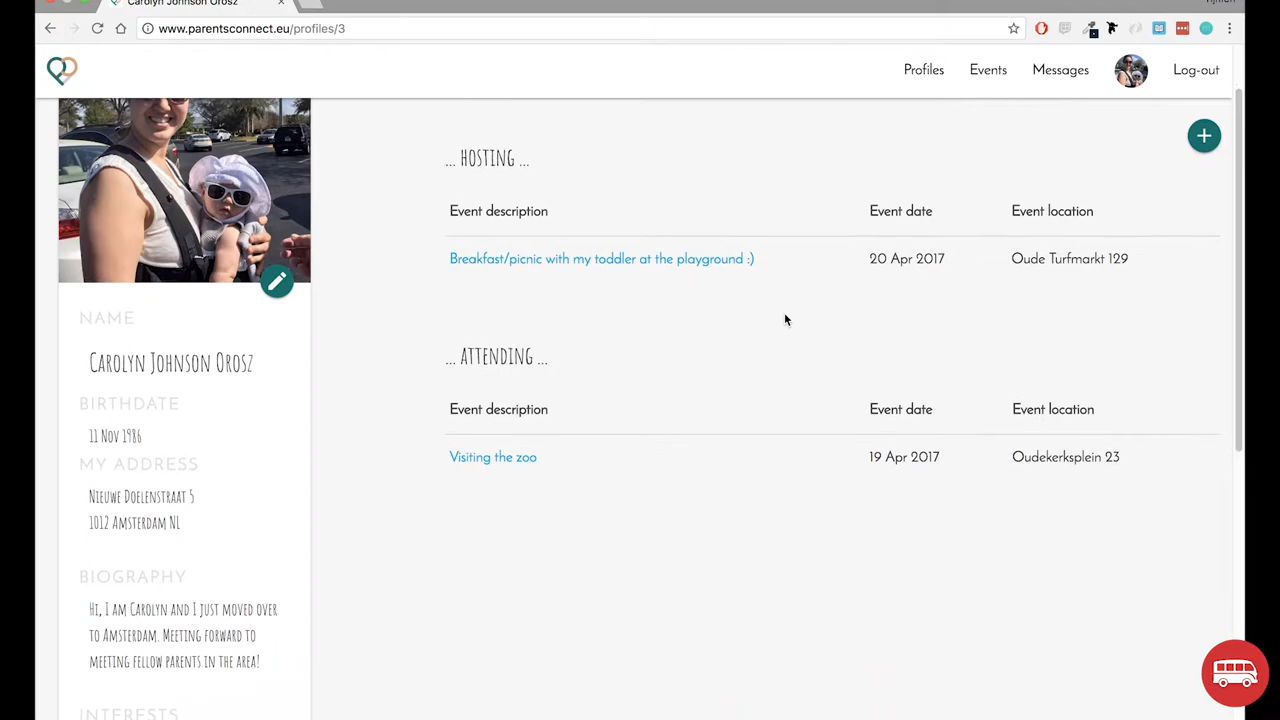 Carolyn Johnson Orosz
www.parentsconnect.eu/profiles/3
Profiles
Events
Messages
Log-out
... HOSTING ...
Event description Event date Event location
Breakfast/picnic with my toddler at the playground :) 20 Apr 2017 Oude Turfmarkt 129
... ATTENDING ...
Event description Event date Event location
Visiting the zoo 19 Apr 2017 Oudekerksplein 23
NAME
CAROLYN JOHNSON OROSZ
BIRTHDATE
11 NOV 1986
MY ADDRESS
NIEUWE DOELENSTRAAT 5
1012 AMSTERDAM NL
BIOGRAPHY
HI, I AM CAROLYN AND I JUST MOVED OVER
TO AMSTERDAM. MEETING FORWARD TO
MEETING FELLOW PARENTS IN THE AREA!
INTERESTS